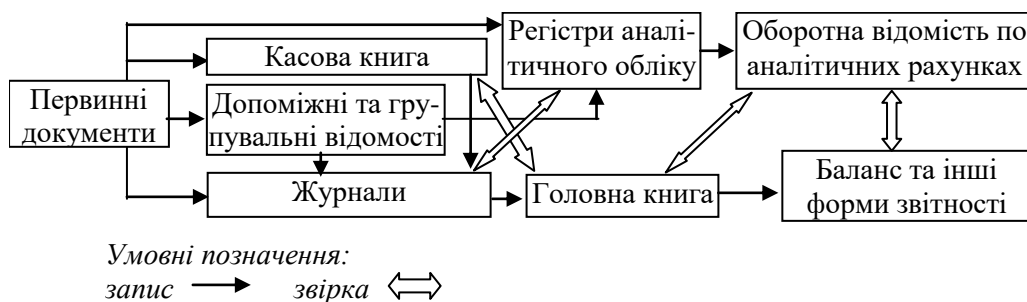 Первинні
документи
Касова книга
Допоміжні та гру-
пувальні відомості
Журнали
Регістри аналі-
тичного обліку
Головна книга
Оборотна відомість по
аналітичних рахунках
Баланс та інші
форми звітності
Умовні позначення:
запис звірка